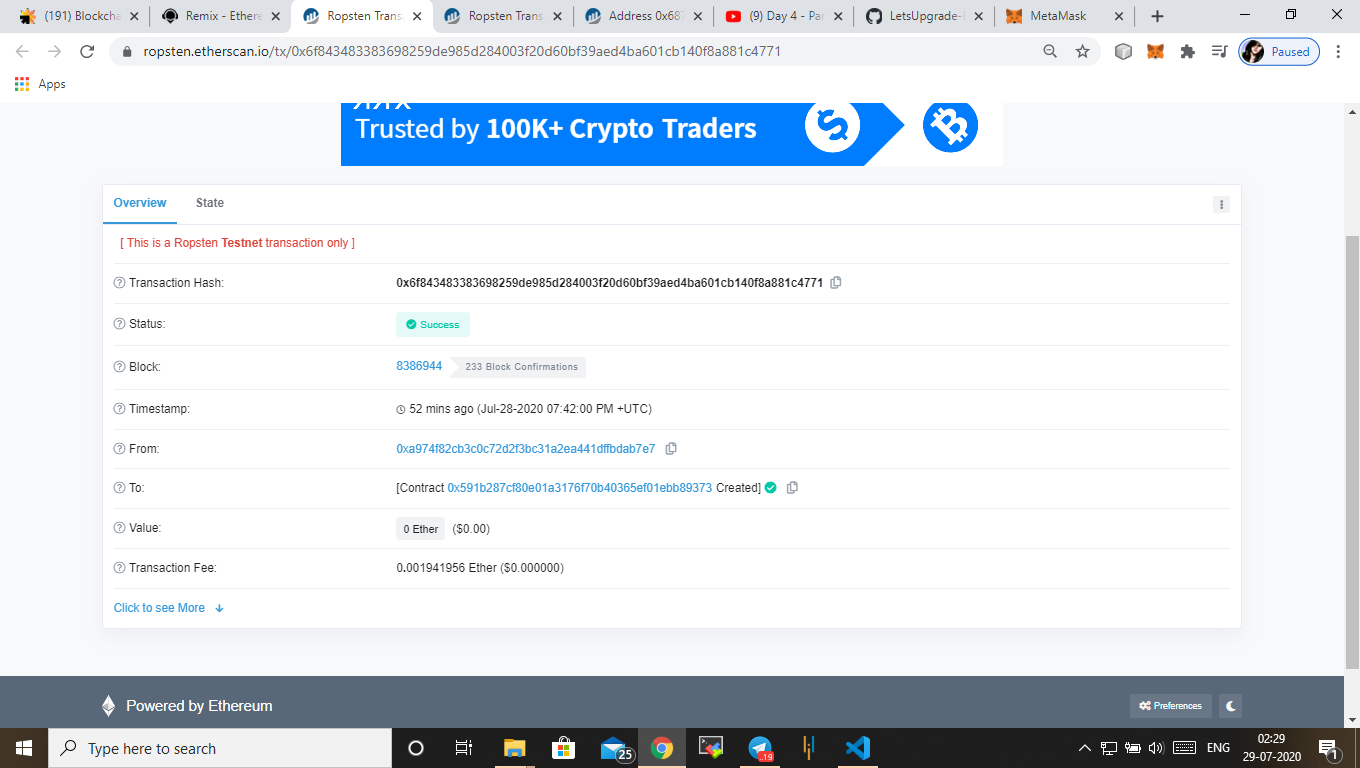 (191) Blockcha
Remix - Ethere
Ropsten Trans
Ropsten Trans
Address 0x687
(9) Day 4 - Par
LetsUpgrade-
MetaMask
ropsten.etherscan.io/tx/0x6f843483383698259de985d284003f20d60bf39aed4ba601cb140f8a881c4771
Paused
Apps
Trusted by 100K+ Crypto Traders
Overview
State
[ This is a Ropsten Testnet transaction only ]
Transaction Hash:
0x6f843483383698259de985d284003f20d60bf39aed4ba601cb140f8a881c4771
Status:
Success
Block:
8386944
233 Block Confirmations
Timestamp:
52 mins ago (Jul-28-2020 07:42:00 PM +UTC)
From:
0xa974f82cb3c0c72d2f3bc31a2ea441dffbdab7e7
To:
[Contract 0x591b287cf80e01a3176f70b40365ef01ebb89373 Created]
Value:
0 Ether ($0.00)
Transaction Fee:
0.001941956 Ether ($0.000000)
Click to see More
Powered by Ethereum
Preferences
Type here to search
25
.19
ENG
02:29
29-07-2020
1